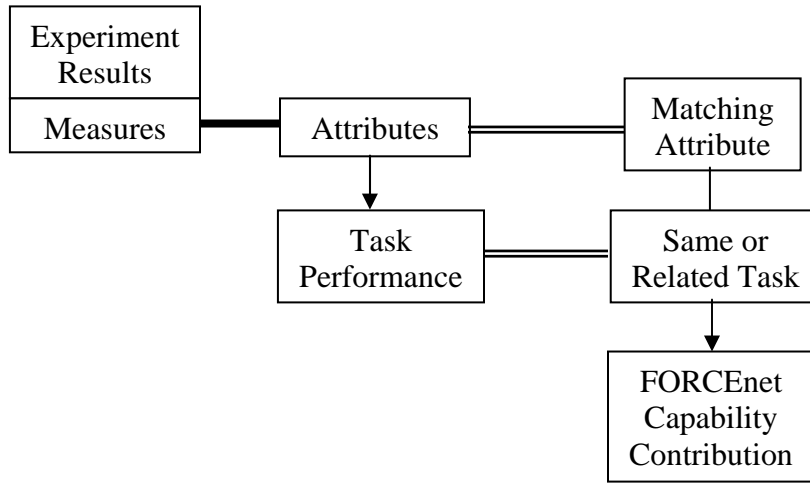 Experiment
Results
Measures
Attributes
Matching
Attribute
Task
Performance
Same or
Related Task
FORCEnet
Capability
Contribution